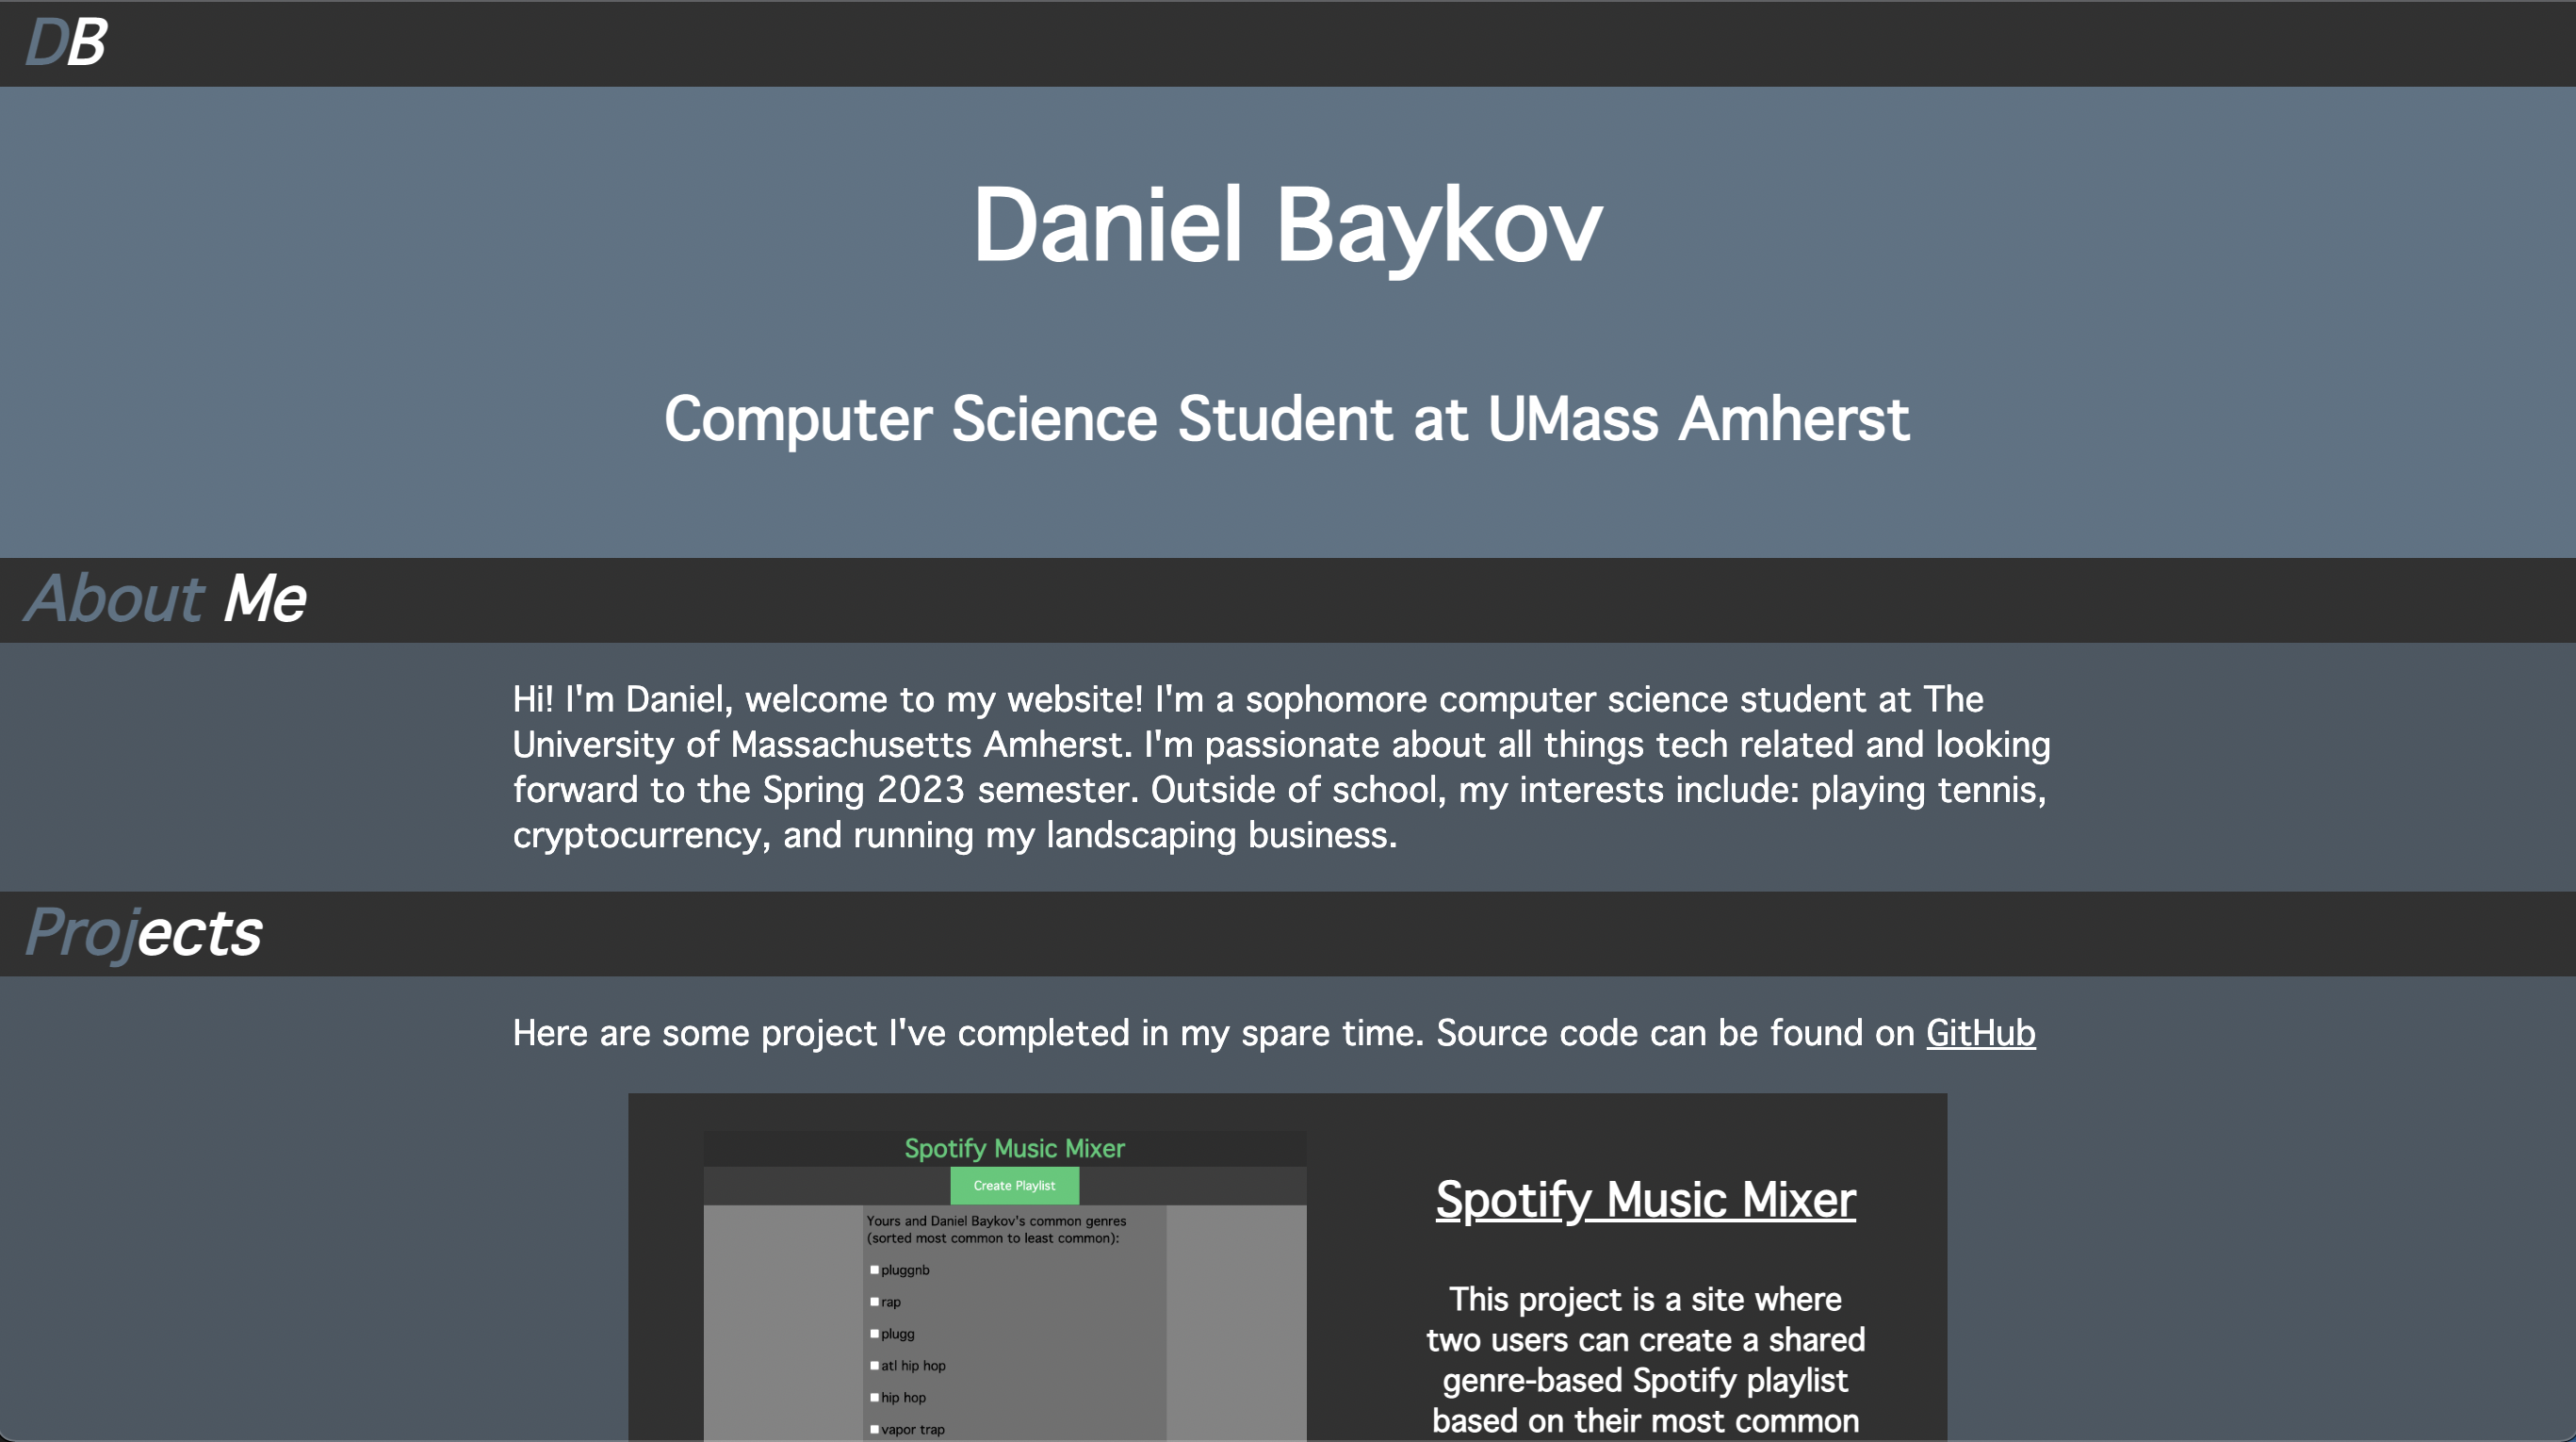 DB
Daniel Baykov
Computer Science Student at UMass Amherst
About Me
Hi! I'm Daniel, welcome to my website! I'm a sophomore computer science student at The
University of Massachusetts Amherst. I'm passionate about all things tech related and looking
forward to the Spring 2023 semester. Outside of school, my interests include: playing tennis,
cryptocurrency, and running my landscaping business.
Projects
Here are some project I've completed in my spare time. Source code can be found on GitHub
Spotify Music Mixer
Create Playlist
Yours and Daniel Baykov's common genres
(sorted most common to least common):
pluggnb
rap
plugg
atl hip hop
hip hop
vapor trap
Spotify Music Mixer
This project is a site where
two users can create a shared
genre-based Spotify playlist
based on their most common